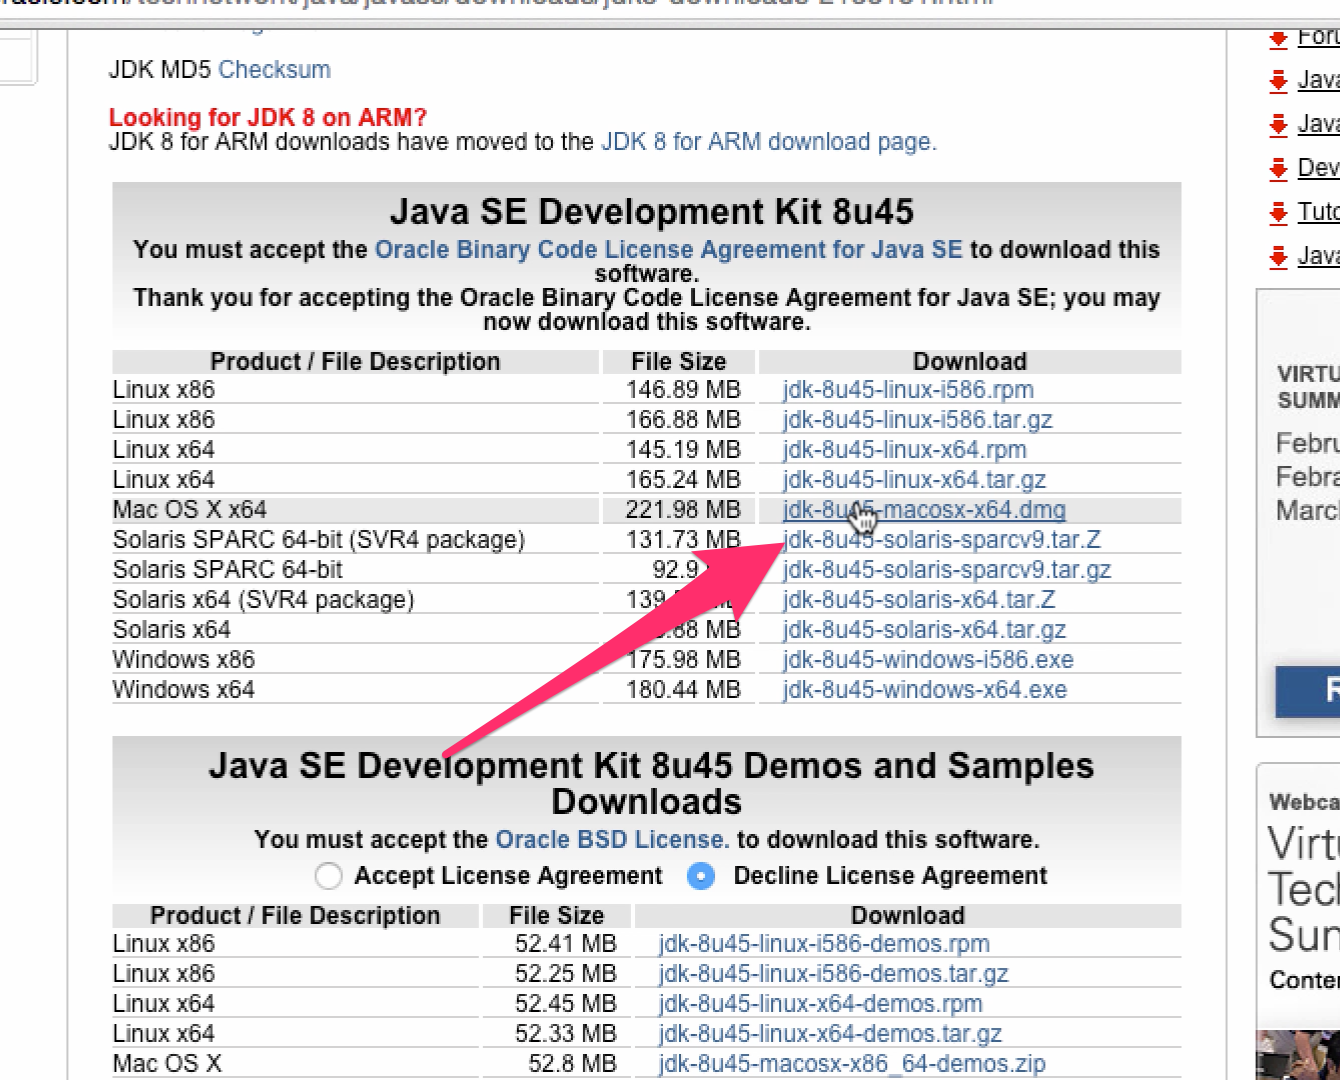 JDK MD5 Checksum
Looking for JDK 8 on ARM?
JDK 8 for ARM downloads have moved to the JDK 8 for ARM download page.
Java SE Development Kit 8u45
You must accept the Oracle Binary Code License Agreement for Java SE to download this
software.
Thank you for accepting the Oracle Binary Code License Agreement for Java SE; you may
now download this software.
Product / File Description File Size Download
Linux x86 146.89 MB jdk-8u45-linux-i586.rpm
Linux x86 166.88 MB jdk-8u45-linux-i586.tar.gz
Linux x64 145.19 MB jdk-8u45-linux-x64.rpm
Linux x64 165.24 MB jdk-8u45-linux-x64.tar.gz
Mac OS X x64 221.98 MB jdk-8u45-macosx-x64.dmg
Solaris SPARC 64-bit (SVR4 package) 131.73 MB jdk-8u45-solaris-sparcv9.tar.Z
Solaris SPARC 64-bit 92.9 jdk-8u45-solaris-sparcv9.tar.gz
Solaris x64 (SVR4 package) jdk-8u45-solaris-x64.tar.Z
Solaris x64 MB jdk-8u45-solaris-x64.tar.gz
Windows x86 175.98 MB jdk-8u45-windows-i586.exe
Windows x64 180.44 MB jdk-8u45-windows-x64.exe
Java SE Development Kit 8u45 Demos and Samples
Downloads
You must accept the Oracle BSD License. to download this software.
Accept License Agreement Decline License Agreement
Product / File Description File Size Download
Linux x86 52.41 MB jdk-8u45-linux-i586-demos.rpm
Linux x86 52.25 MB jdk-8u45-linux-i586-demos.tar.gz
Linux x64 52.45 MB jdk-8u45-linux-x64-demos.rpm
Linux x64 52.33 MB jdk-8u45-linux-x64-demos.tar.gz
Mac OS X 52.8 MB jdk-8u45-macosx-x86_64-demos.zip
Foru
Java
Java
Dev
Tuto
Java
VIRTU
SUMM
Febru
Febra
Marc
R
Webca
Virtu
Tech
Sum
Conter